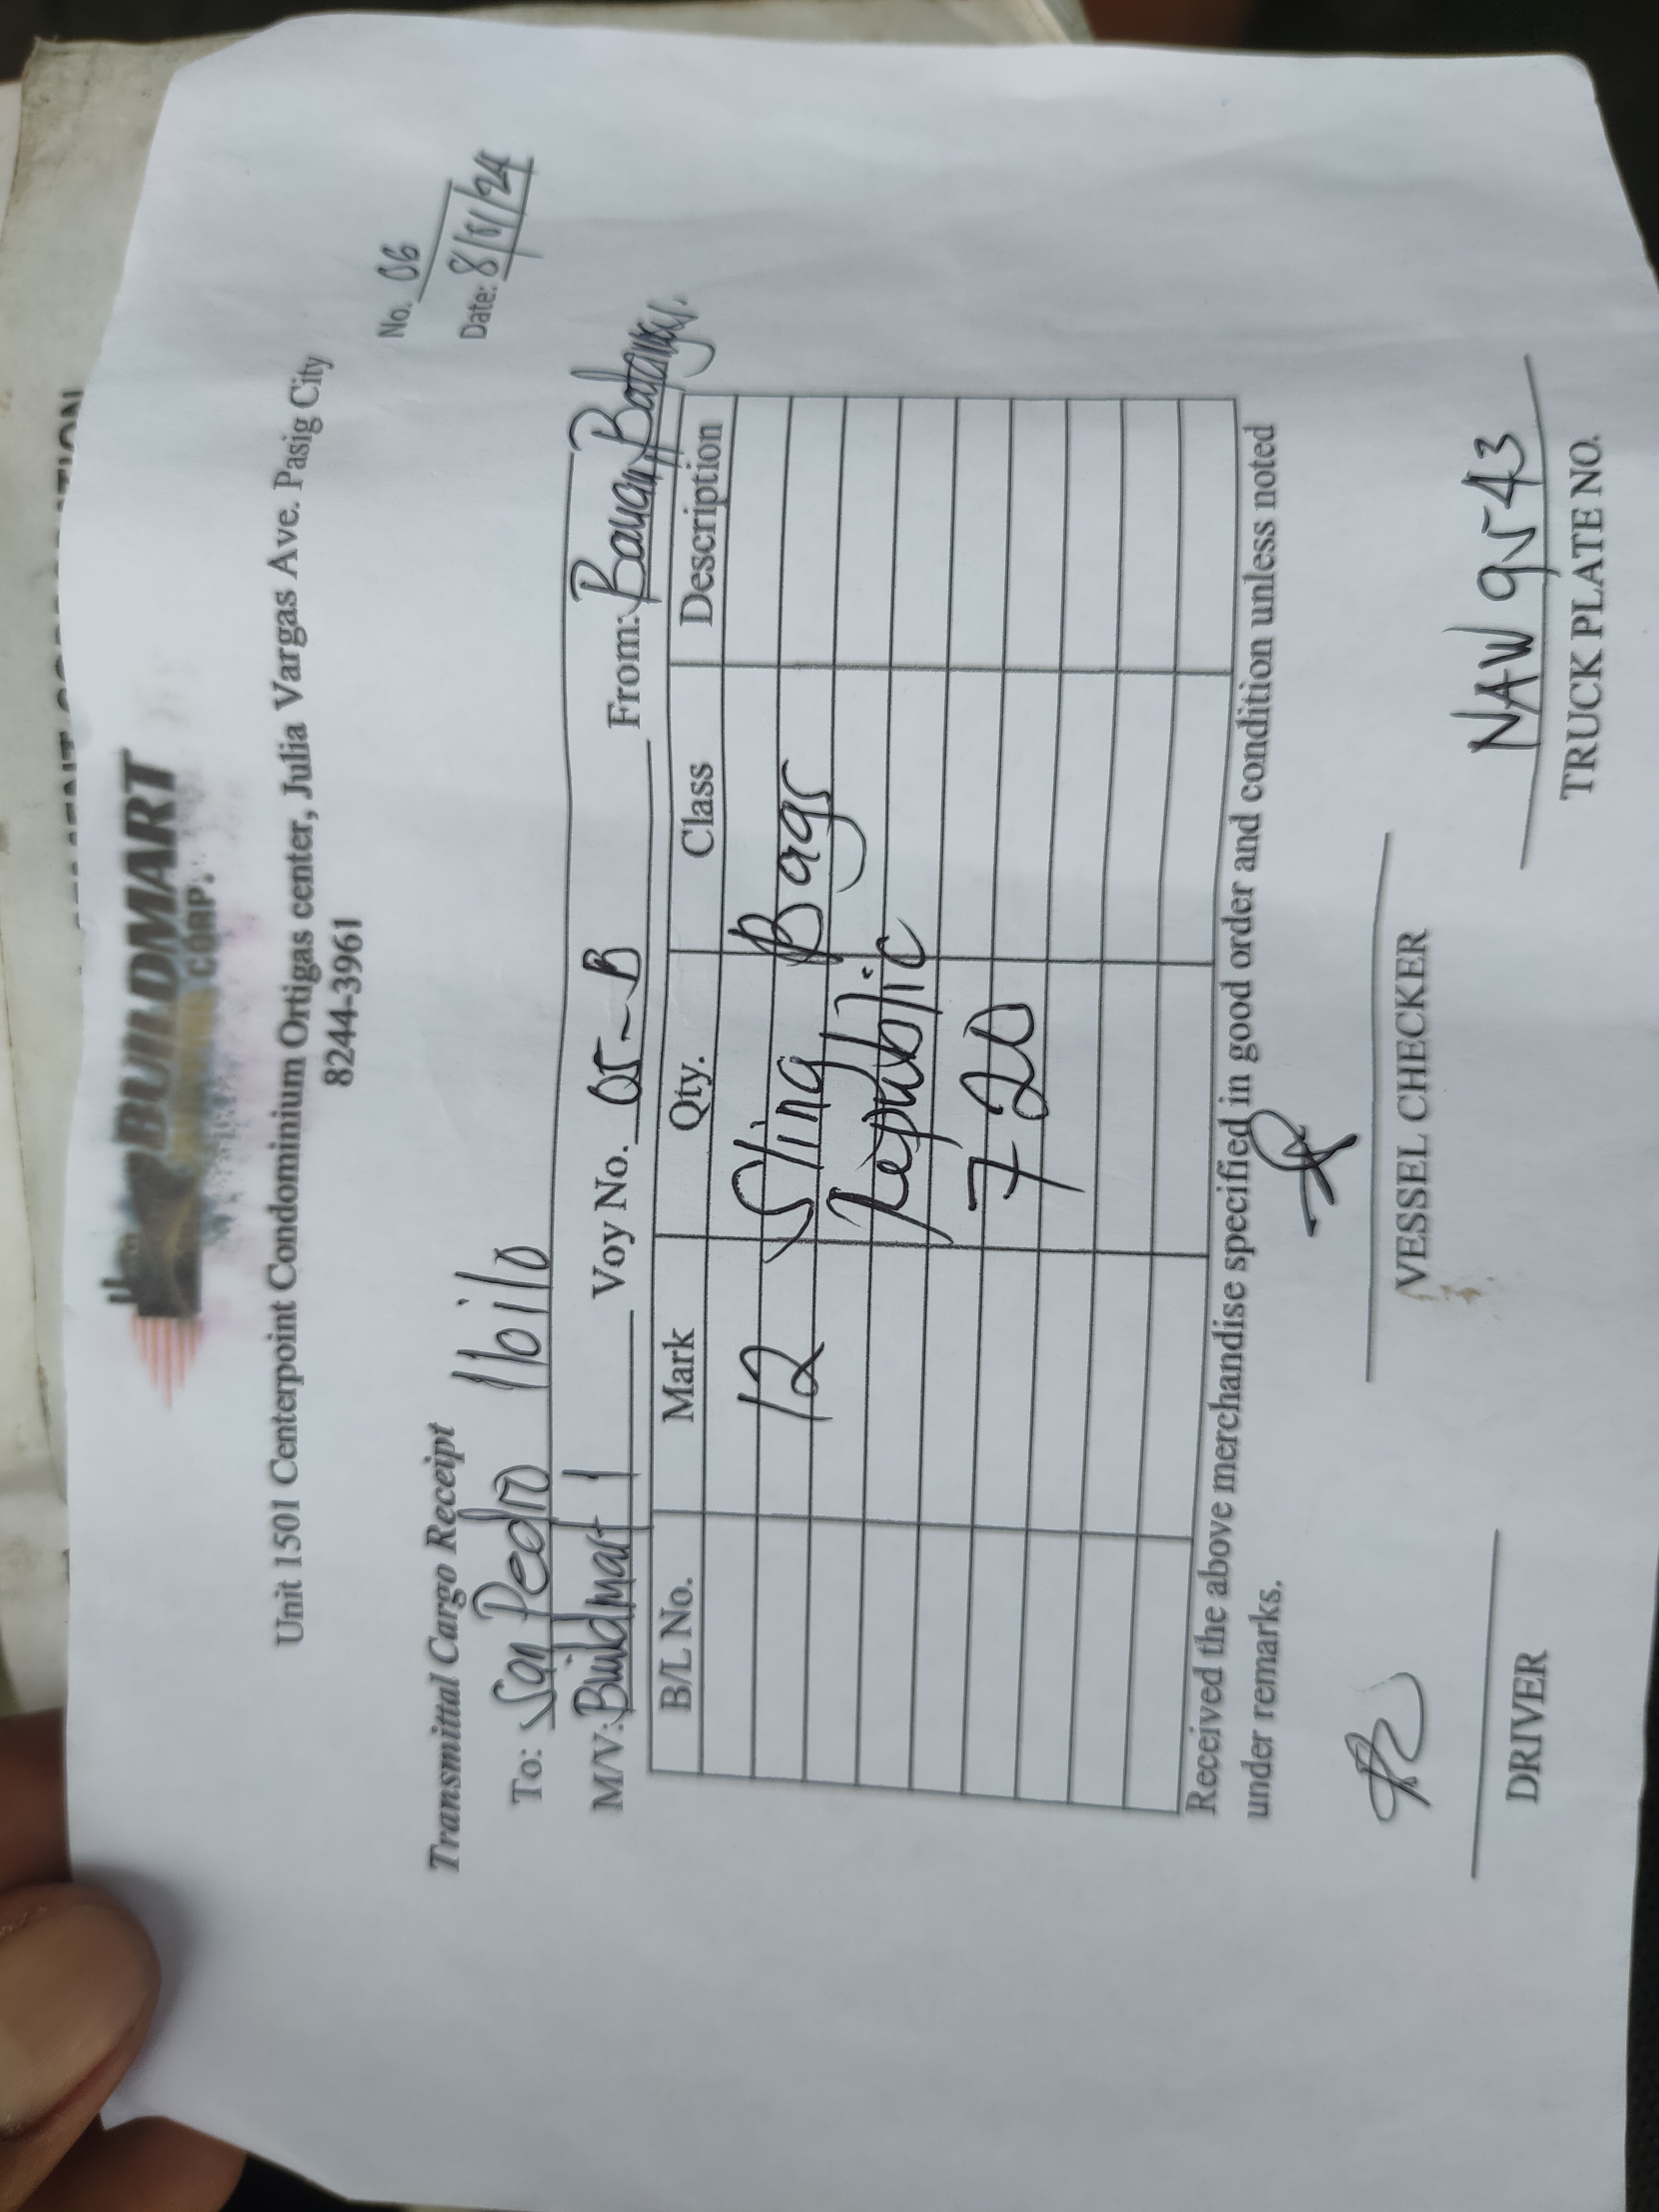 BUILDMART
CORP.
Unit 1501 Centerpoint Condominium Ortigas center, Julia Vargas Ave. Pasig City
8244-3961
No. 06
Date: 8/01/24
Transmittal Cargo Receipt
To: San Pedro Iloilo
M/V: Buildmart 1 Voy No. 05-B From: Bauan, Batangas.
B/L No. Mark Qty. Class Description
12 Sling Bags
Republic
720
Received the above merchandise specified in good order and condition unless noted
under remarks.
NAW 9543
DRIVER VESSEL CHECKER TRUCK PLATE NO.